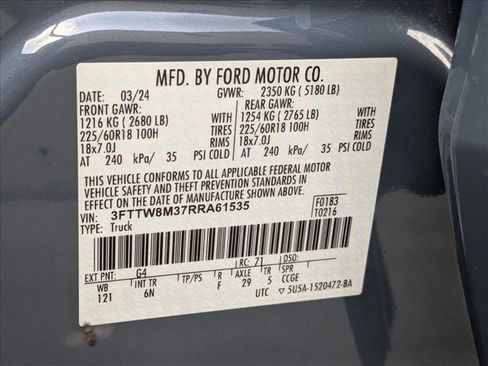 MFD. BY FORD MOTOR CO.
DATE: 03/24 GVWR: 2350 KG ( 5180 LB)
FRONT GAWR: REAR GAWR:
1216 KG ( 2680 LB) WITH 1254 KG ( 2765 LB) WITH
225/60R18 100H TIRES 225/60R18 100H TIRES
18x7.0J RIMS 18x7.0J RIMS
AT 240 kPa/ 35 PSI COLD AT 240 kPa/ 35 PSI COLD
THIS VEHICLE CONFORMS TO ALL APPLICABLE FEDERAL MOTOR
VEHICLE SAFETY AND THEFT PREVENTION STANDARDS IN EFFECT
ON THE DATE OF MANUFACTURE SHOWN ABOVE.
VIN: 3FTTW8M37RRA61535 F0183
TYPE: Truck T0216
EXT PNT: G4 RC: 71 DSO:
WB INT TR TP/PS R AXLE TR SPR
121 6N F 29 5 CCGE
UTC 5U5A-1520472-BA